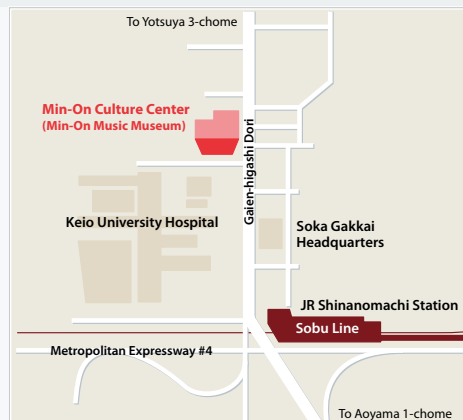 To Yotsuya 3-chome
Min-On Culture Center
(Min-On Music Museum)
Gaien-higashi Dori
Keio University Hospital
Soka Gakkai
Headquarters
JR Shinanomachi Station
Sobu Line
Metropolitan Expressway #4
To Aoyama 1-chome